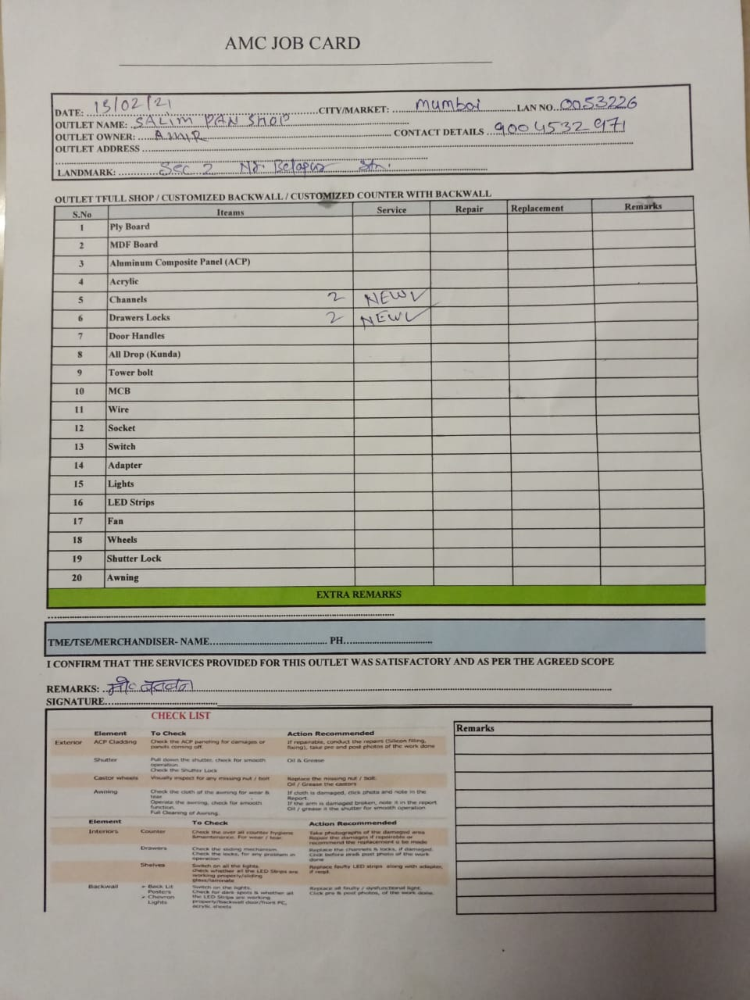 AMC JOB CARD
DATE: 13/02/21 CITY/MARKET: Mumbai LAN NO. 0053226
OUTLET NAME: SALIM PAN SHOP
OUTLET OWNER: AMIR CONTACT DETAILS 9004532971
OUTLET ADDRESS
LANDMARK: Sec 2 Nr. Belapur Stn.
OUTLET TFULL SHOP / CUSTOMIZED BACKWALL / CUSTOMIZED COUNTER WITH BACKWALL
S.No Iteams Service Repair Replacement Remarks
1 Ply Board
2 MDF Board
3 Aluminum Composite Panel (ACP)
4 Acrylic
5 Channels 2 NEW ✓
6 Drawers Locks 2 NEW ✓
7 Door Handles
8 All Drop (Kunda)
9 Tower bolt
10 MCB
11 Wire
12 Socket
13 Switch
14 Adapter
15 Lights
16 LED Strips
17 Fan
18 Wheels
19 Shutter Lock
20 Awning
EXTRA REMARKS
TME/TSE/MERCHANDISER- NAME PH
I CONFIRM THAT THE SERVICES PROVIDED FOR THIS OUTLET WAS SATISFACTORY AND AS PER THE AGREED SCOPE
REMARKS:
SIGNATURE
CHECK LIST
Remarks
Element To Check Action Recommended
Exterior ACP Cladding Check the ACP paneling for damages or If repairable, conduct the repairs (Silicon filling,
panels coming off. fixing), take pre and post photos of the work done
Shutter Pull down the shutter, check for smooth Oil & Grease
operation
Check the Shutter Lock
Castor wheels Visually inspect for any missing nut / bolt Replace the missing nut / bolt.
Oil / Grease the castors
Awning Check the cloth of the awning for wear & If cloth is damaged, click photo and note in the
tear Report.
Operate the awning, check for smooth If the arm is damaged broken, note it in the report
function. Oil / grease it the shutter for smooth operation
Full Cleaning of Awning.
Element To Check Action Recommended
Interiors Counter Check the over all counter hygiene Take photographs of the damaged area
&maintenance. For wear / tear Repair the damages if repairable or
recommend the replacement to be made
Drawers Check the sliding mechanism. Replace the channels & locks, if damaged.
Check the locks, for any problem in Click before pre& post photo of the work
operation done
Shelves Switch on all the lights. Replace faulty LED strips along with adapter,
check whether all the LED Strips are if reqd.
working properly/sliding
glass/laminate
Backwall ➢ Back Lit Switch on the lights. Replace all faulty / dysfunctional light.
Posters Check for dark spots & whether all Click pre & post photos, of the work done.
➢ Chevron the LED Strips are working
Lights properly/backwall door/front PC,
acrylic sheets